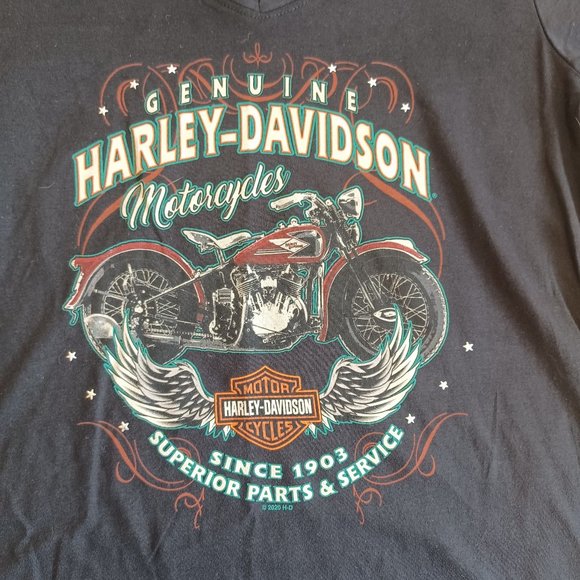 GENUINE
HARLEY-DAVIDSON
Motorcycles
MOTOR
HARLEY-DAVIDSON
CYCLES
SINCE 1903
SUPERIOR PARTS & SERVICE
© 2020 H-D